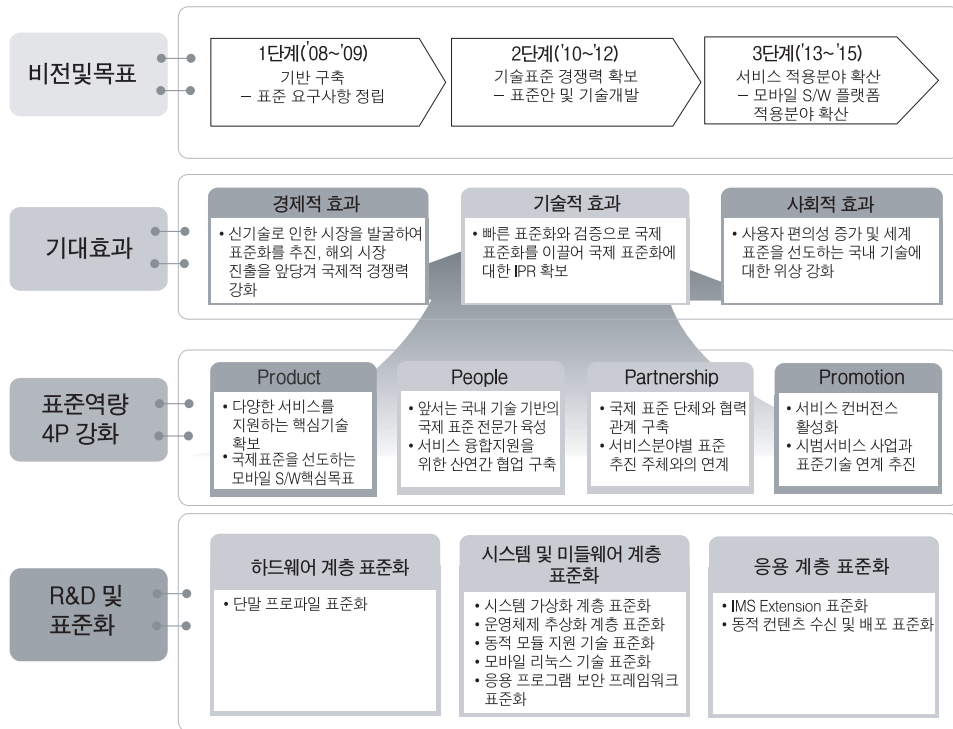 비전및목표
1단계('08~'09)
기반 구축
– 표준 요구사항 정립
2단계('10~'12)
기술표준 경쟁력 확보
– 표준안 및 기술개발
3단계('13~'15)
서비스 적용분야 확산
– 모바일 S/W 플랫폼
적용분야 확산
기대효과
경제적 효과
• 신기술로 인한 시장을 발굴하여
표준화를 추진, 해외 시장
진출을 앞당겨 국제적 경쟁력
강화
기술적 효과
• 빠른 표준화와 검증으로 국제
표준화를 이끌어 국제 표준화에
대한 IPR 확보
사회적 효과
• 사용자 편의성 증가 및 세계
표준을 선도하는 국내 기술에
대한 위상 강화
표준역량
4P 강화
Product
• 다양한 서비스를
지원하는 핵심기술
확보
• 국제표준을 선도하는
모바일 S/W핵심목표
People
• 앞서는 국내 기술 기반의
국제 표준 전문가 육성
• 서비스 융합지원을
위한 산연간 협업 구축
Partnership
• 국제 표준 단체와 협력
관계 구축
• 서비스분야별 표준
추진 주체와의 연계
Promotion
• 서비스 컨버전스
활성화
• 시범서비스 사업과
표준기술 연계 추진
R&D 및
표준화
하드웨어 계층 표준화
• 단말 프로파일 표준화
시스템 및 미들웨어 계층
표준화
• 시스템 가상화 계층 표준화
• 운영체제 추상화 계층 표준화
• 동적 모듈 지원 기술 표준화
• 모바일 리눅스 기술 표준화
• 응용 프로그램 보안 프레임워크
표준화
응용 계층 표준화
• IMS Extension 표준화
• 동적 컨텐츠 수신 및 배포 표준화